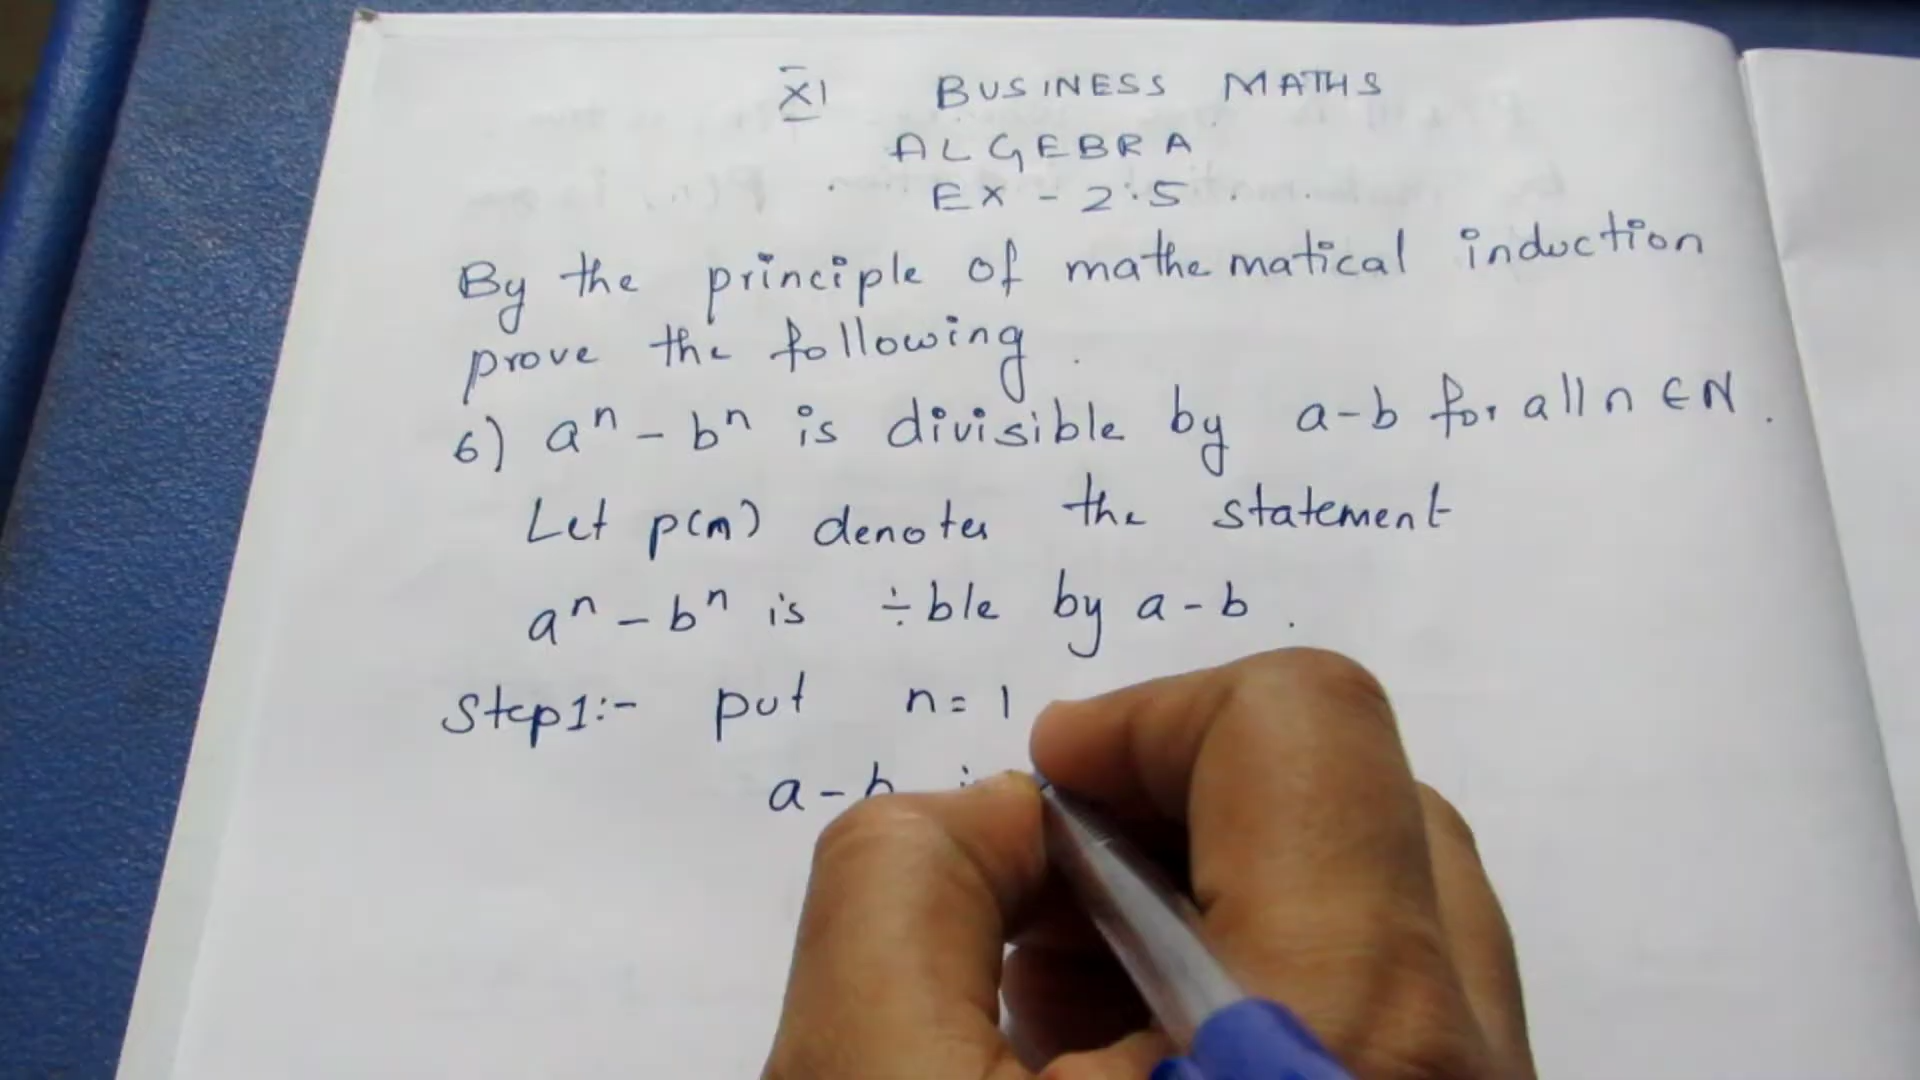 XI BUSINESS MATHS
ALGEBRA
EX - 2.5
By the principle of mathematical induction
prove the following.
6) aⁿ - bⁿ is divisible by a-b for all n ∈ N.
Let p(n) denotes the statement
aⁿ - bⁿ is ÷ble by a-b.
Step1:- put n=1
a-b